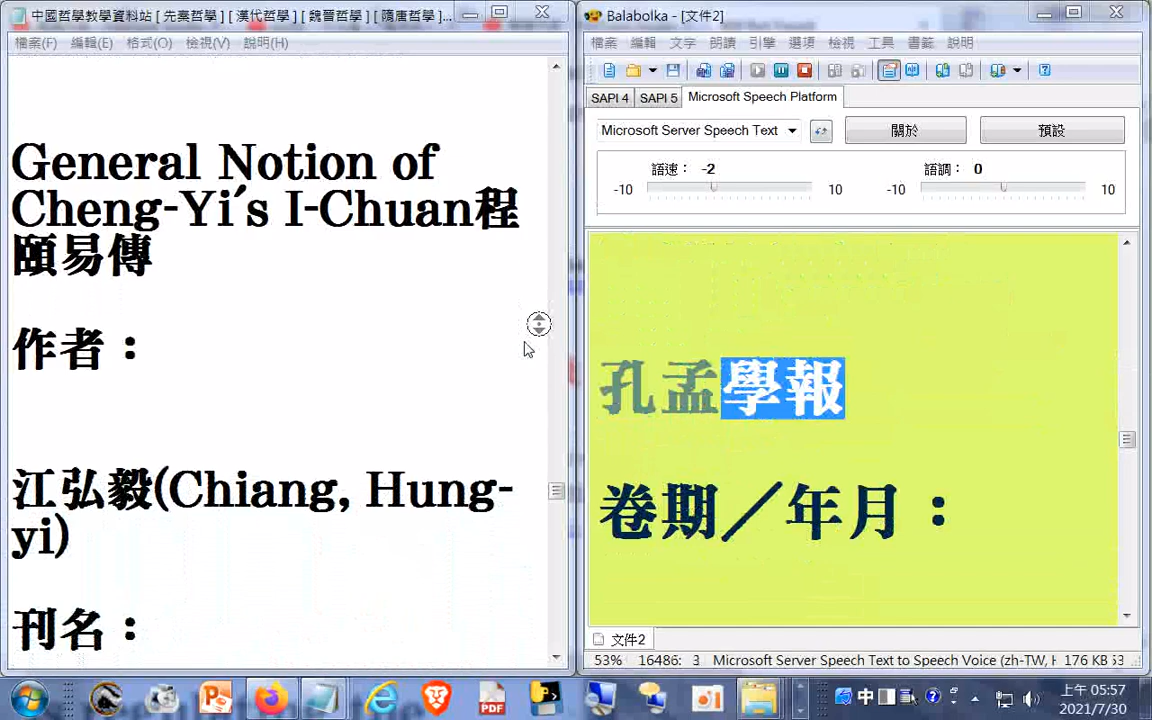 中國哲學教學資料站 [ 先秦哲學 ] [ 漢代哲學 ] [ 魏晉哲學 ] [ 隋唐哲學 ]...
檔案(F) 編輯(E) 格式(O) 檢視(V) 說明(H)
General Notion of
Cheng-Yi's I-Chuan程
頤易傳
作者：
江弘毅(Chiang, Hung-
yi)
刊名：
Balabolka - [文件2]
檔案 編輯 文字 朗讀 引擎 選項 檢視 工具 書籤 說明
SAPI 4 SAPI 5 Microsoft Speech Platform
Microsoft Server Speech Text 關於 預設
語速： -2 語調： 0
-10 10 -10 10
孔孟學報
卷期／年月：
文件2
53% 16486: 3 Microsoft Server Speech Text to Speech Voice (zh-TW, H 176 KB 53
PDF 中 上午 05:57
2021/7/30